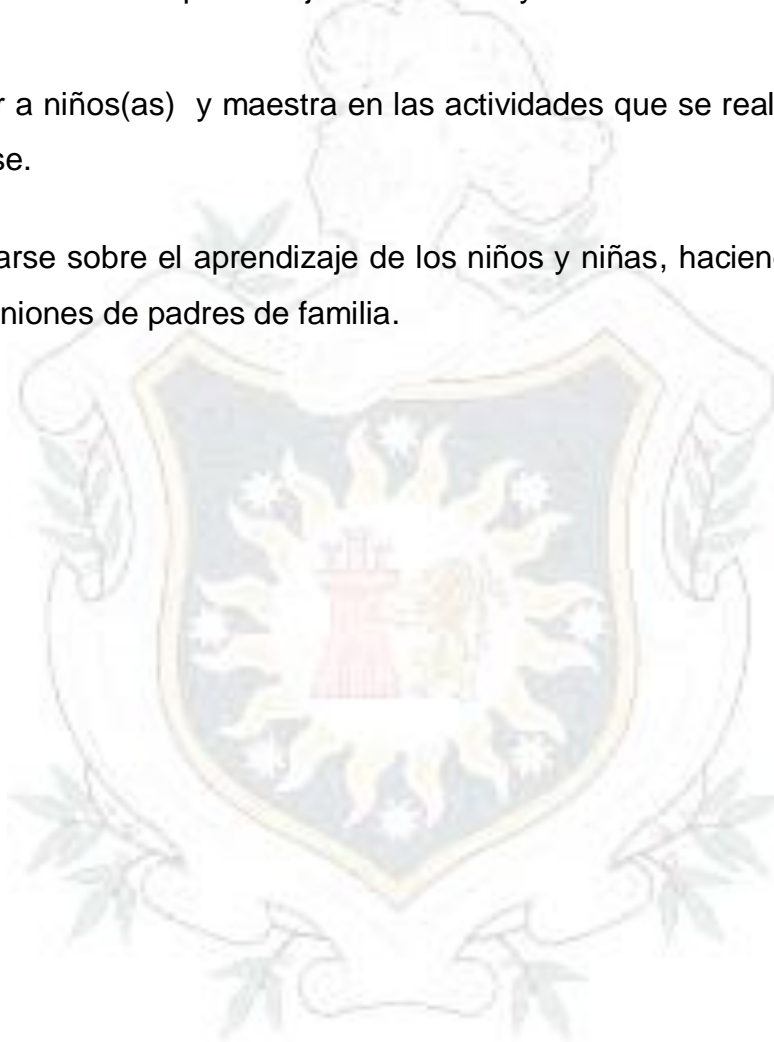 r a niños(as) y maestra en las actividades que se real
se.
arse sobre el aprendizaje de los niños y niñas, hacien
niones de padres de familia.